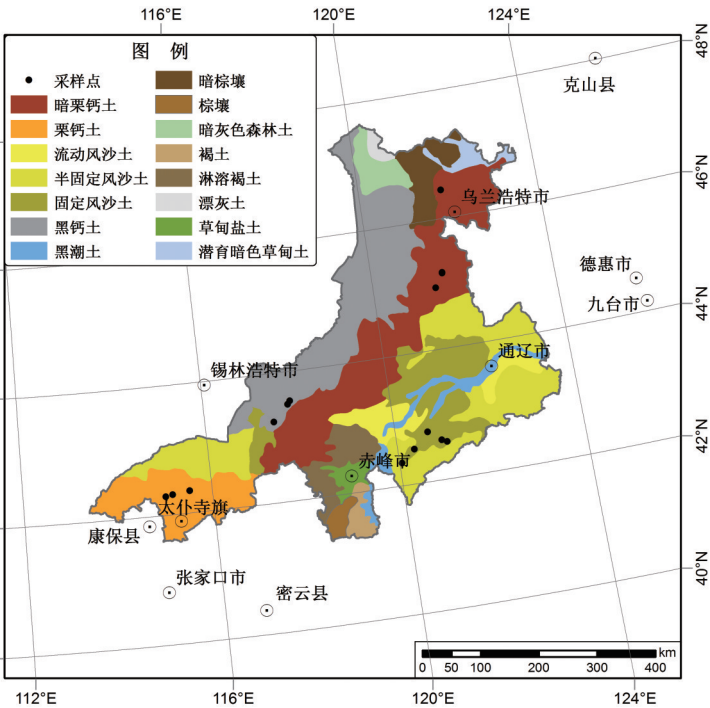 116°E 120°E 124°E
48°N
图 例
采样点 暗棕壤
暗栗钙土 棕壤
栗钙土 暗灰色森林土
流动风沙土 褐土
半固定风沙土 淋溶褐土
固定风沙土 漂灰土
黑钙土 草甸盐土
黑潮土 潜育暗色草甸土
克山县
46°N
乌兰浩特市
德惠市
九台市
44°N
通辽市
锡林浩特市
42°N
赤峰市
太仆寺旗
康保县
张家口市
密云县
40°N
km
0 50 100 200 300 400
112°E 116°E 120°E 124°E